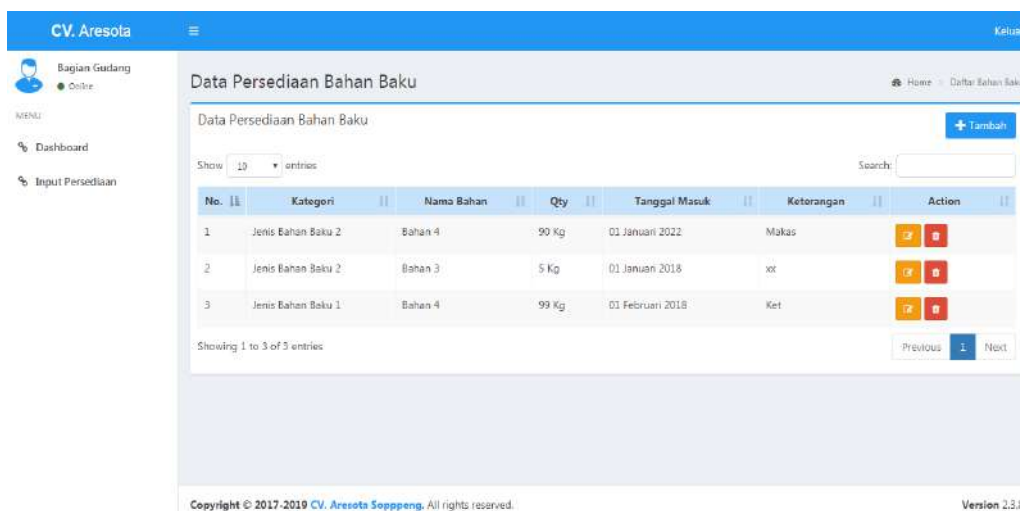 CV. Aresota
Kelua
Bagian Gudang
Online
MENU
Dashboard
Input Persediaan
Data Persediaan Bahan Baku
Home Daftar Bahan Bak
Data Persediaan Bahan Baku
+ Tambah
Show 10 entries Search:
No. Kategori Nama Bahan Qty Tanggal Masuk Keterangan Action
1 Jenis Bahan Baku 2 Bahan 4 90 Kg 01 Januari 2022 Makas
2 Jenis Bahan Baku 2 Bahan 3 5 Kg 01 Januari 2018 xx
3 Jenis Bahan Baku 1 Bahan 4 99 Kg 01 Februari 2018 Ket
Showing 1 to 3 of 3 entries Previous 1 Next
Copyright © 2017-2019 CV. Aresota Sopppeng. All rights reserved. Version 2.3.